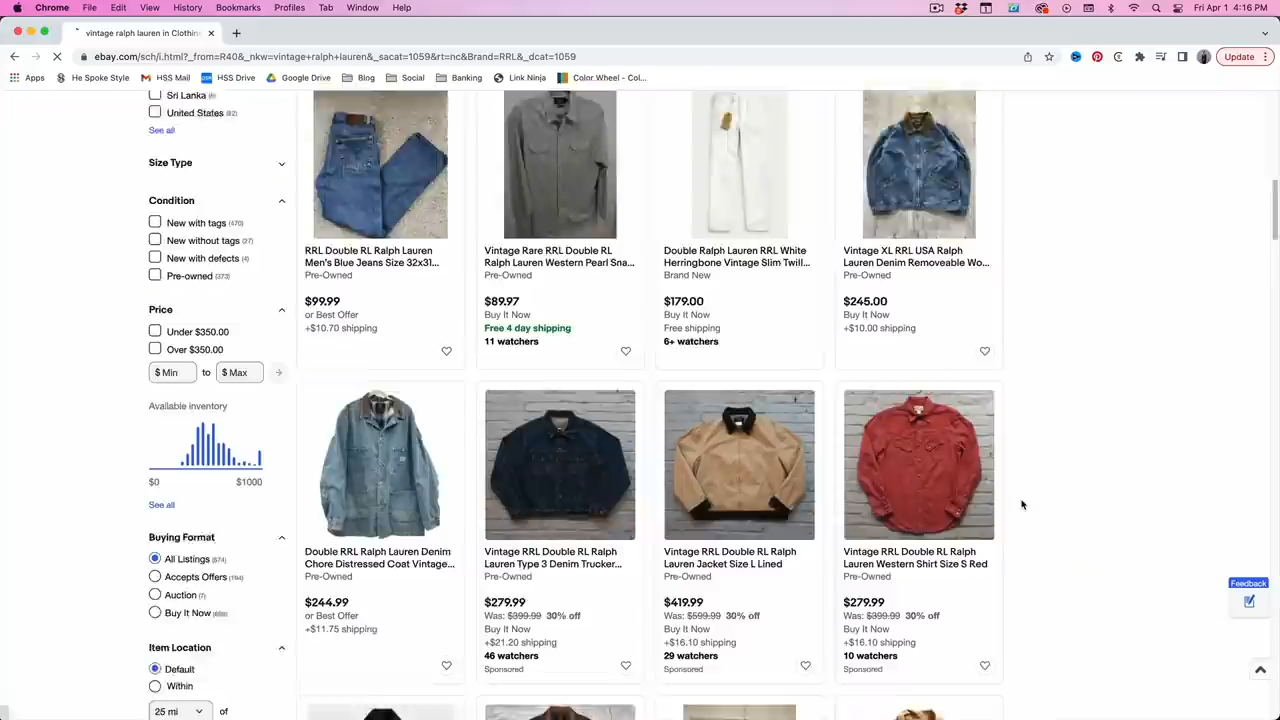 Chrome File Edit View History Bookmarks Profiles Tab Window Help Fri Apr 1 4:16 PM
vintage ralph lauren in Clothin
ebay.com/sch/i.html?_from=R40&_nkw=vintage+ralph+lauren&_sacat=1059&rt=nc&Brand=RRL&_dcat=1059 Update
Apps He Spoke Style HSS Mail HSS Drive Google Drive Blog Social Banking Link Ninja Color Wheel - Col...
Sri Lanka
United States (82)
See all
Size Type
Condition
New with tags (470)
New without tags (27)
New with defects (4)
Pre-owned (373)
Price
Under $350.00
Over $350.00
$ Min to $ Max
Available inventory
$0 $1000
See all
Buying Format
All Listings (874)
Accepts Offers
Auction (7)
Buy It Now
Item Location
Default
Within
25 mi of
RRL Double RL Ralph Lauren
Men's Blue Jeans Size 32x31...
Pre-Owned
$99.99
or Best Offer
+$10.70 shipping
Vintage Rare RRL Double RL
Ralph Lauren Western Pearl Sna...
Pre-Owned
$89.97
Buy It Now
Free 4 day shipping
11 watchers
Double Ralph Lauren RRL White
Herringbone Vintage Slim Twill...
Brand New
$179.00
Buy It Now
Free shipping
6+ watchers
Vintage XL RRL USA Ralph
Lauren Denim Removeable Wo...
Pre-Owned
$245.00
Buy It Now
+$10.00 shipping
Double RRL Ralph Lauren Denim
Chore Distressed Coat Vintage...
Pre-Owned
$244.99
or Best Offer
+$11.75 shipping
Vintage RRL Double RL Ralph
Lauren Type 3 Denim Trucker...
Pre-Owned
$279.99
Was: $399.99 30% off
Buy It Now
+$21.20 shipping
46 watchers
Sponsored
Vintage RRL Double RL Ralph
Lauren Jacket Size L Lined
Pre-Owned
$419.99
Was: $599.99 30% off
Buy It Now
+$16.10 shipping
29 watchers
Sponsored
Vintage RRL Double RL Ralph
Lauren Western Shirt Size S Red
Pre-Owned
$279.99
Was: $399.99 30% off
Buy It Now
+$16.10 shipping
10 watchers
Sponsored
Feedback